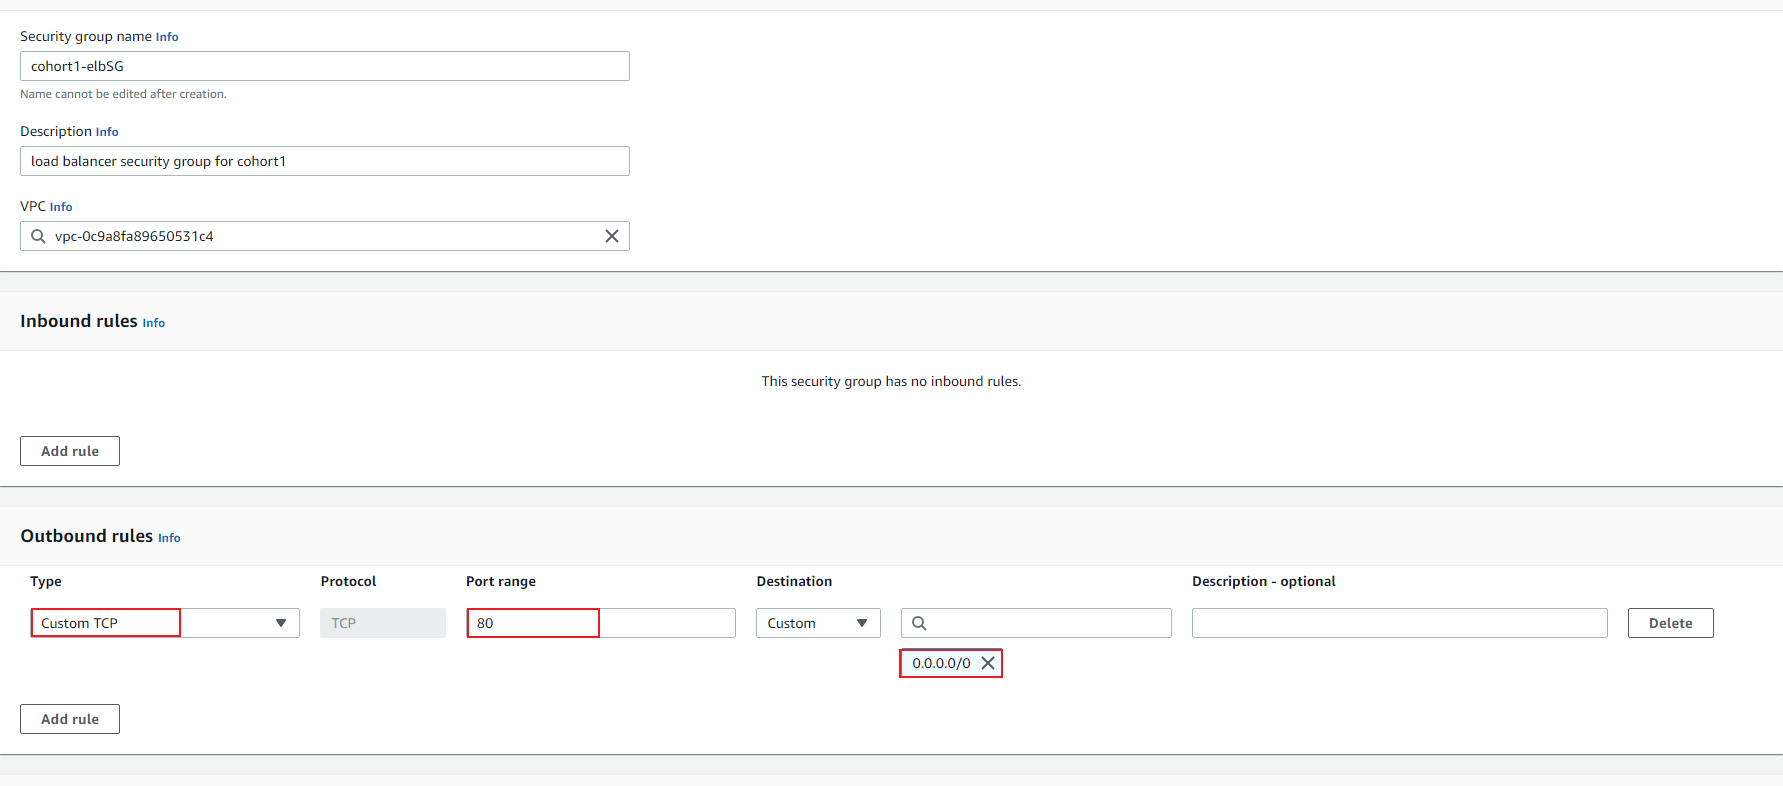 Security group name Info
cohort1-elbSG
Name cannot be edited after creation.
Description Info
load balancer security group for cohort1
VPC Info
vpc-0c9a8fa89650531c4
Inbound rules Info
This security group has no inbound rules.
Add rule
Outbound rules Info
Type Protocol Port range Destination Description - optional
Custom TCP TCP 80 Custom Delete
0.0.0.0/0
Add rule